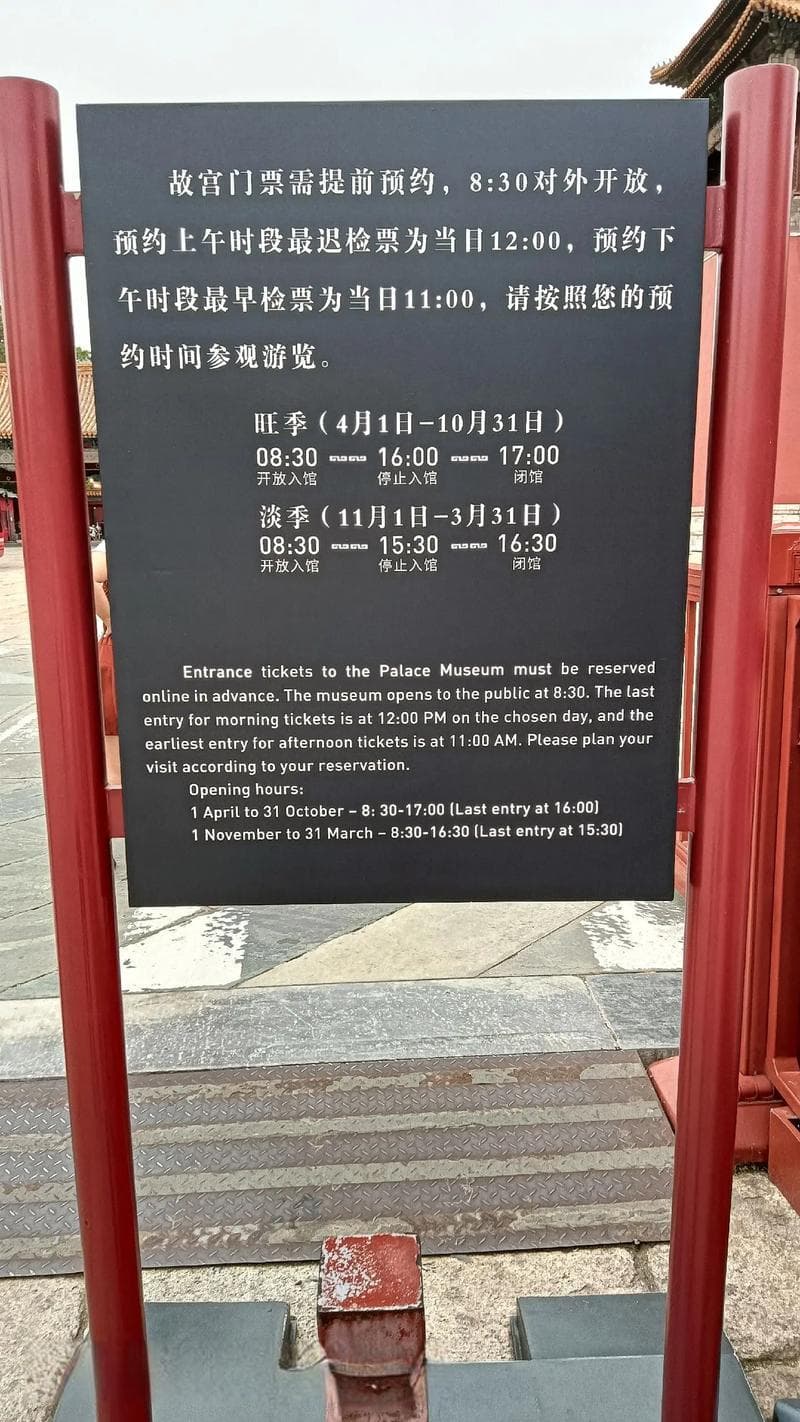 故宫门票需提前预约，8:30对外开放，
预约上午时段最迟检票为当日12:00，预约下
午时段最早检票为当日11:00，请按照您的预
约时间参观游览。
旺季（4月1日-10月31日）
08:30 16:00 17:00
开放入馆 停止入馆 闭馆
淡季（11月1日-3月31日）
08:30 15:30 16:30
开放入馆 停止入馆 闭馆
Entrance tickets to the Palace Museum must be reserved
online in advance. The museum opens to the public at 8:30. The last
entry for morning tickets is at 12:00 PM on the chosen day, and the
earliest entry for afternoon tickets is at 11:00 AM. Please plan your
visit according to your reservation.
Opening hours:
1 April to 31 October – 8: 30-17:00 (Last entry at 16:00)
1 November to 31 March – 8:30-16:30 (Last entry at 15:30)